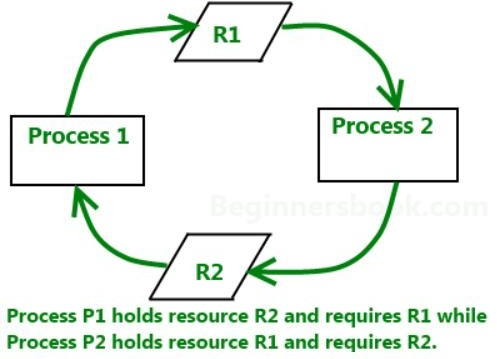 R1
Process 1
Process 2
Beginnersbook.com
R2
Process P1 holds resource R2 and requires R1 while
Process P2 holds resource R1 and requires R2.